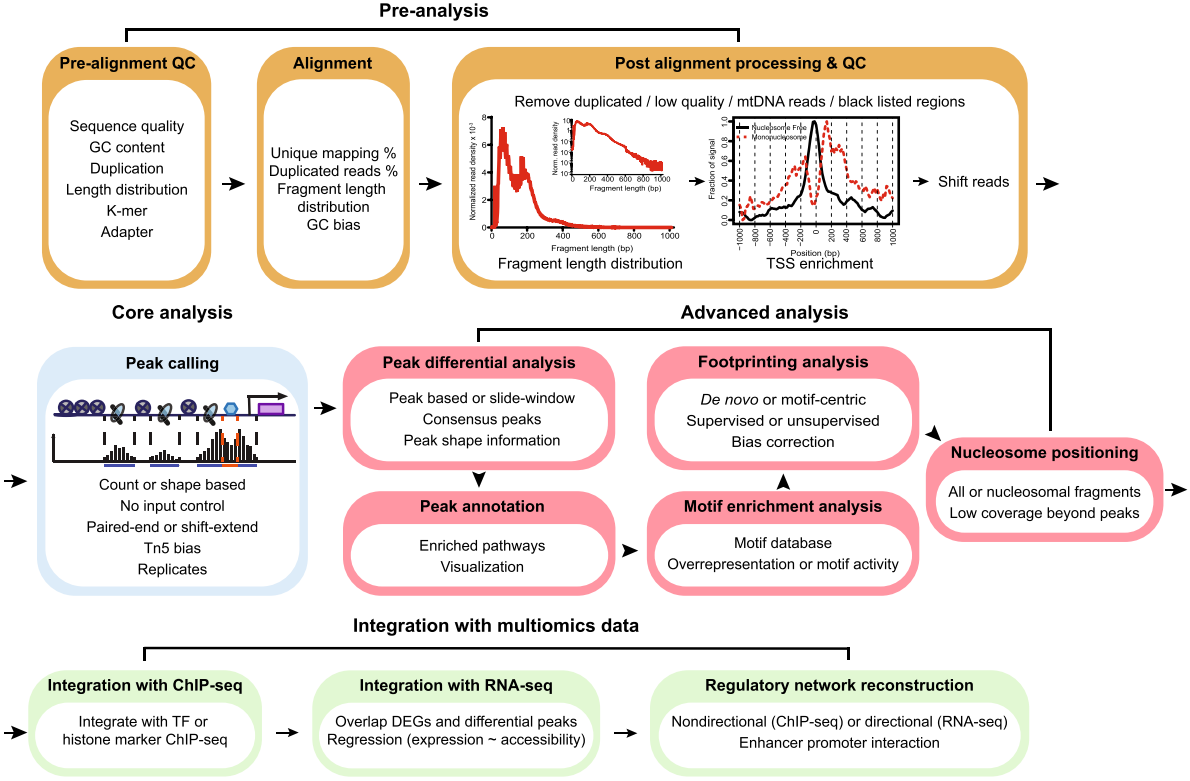 Pre-analysis
Pre-alignment QC
Sequence quality
GC content
Duplication
Length distribution
K-mer
Adapter
Alignment
Unique mapping %
Duplicated reads %
Fragment length
distribution
GC bias
Post alignment processing & QC
Remove duplicated / low quality / mtDNA reads / black listed regions
Normalized read density x 10⁻³
8
6
4
2
0
0 200 400 600 800 1000
Fragment length (bp)
Norm. read density
0 200 400 600 800 1000
Fragment length (bp)
Fragment length distribution
Fraction of signal
1.0
0.8
0.6
0.4
0.2
0.0
Nucleosome Free
Mononucleosome
−1000 −800 −600 −400 −200 0 200 400 600 800 1000
Position (bp)
TSS enrichment
Shift reads
Core analysis
Peak calling
Count or shape based
No input control
Paired-end or shift-extend
Tn5 bias
Replicates
Advanced analysis
Peak differential analysis
Peak based or slide-window
Consensus peaks
Peak shape information
Peak annotation
Enriched pathways
Visualization
Motif enrichment analysis
Motif database
Overrepresentation or motif activity
Footprinting analysis
De novo or motif-centric
Supervised or unsupervised
Bias correction
Nucleosome positioning
All or nucleosomal fragments
Low coverage beyond peaks
Integration with multiomics data
Integration with ChIP-seq
Integrate with TF or
histone marker ChIP-seq
Integration with RNA-seq
Overlap DEGs and differential peaks
Regression (expression ~ accessibility)
Regulatory network reconstruction
Nondirectional (ChIP-seq) or directional (RNA-seq)
Enhancer promoter interaction